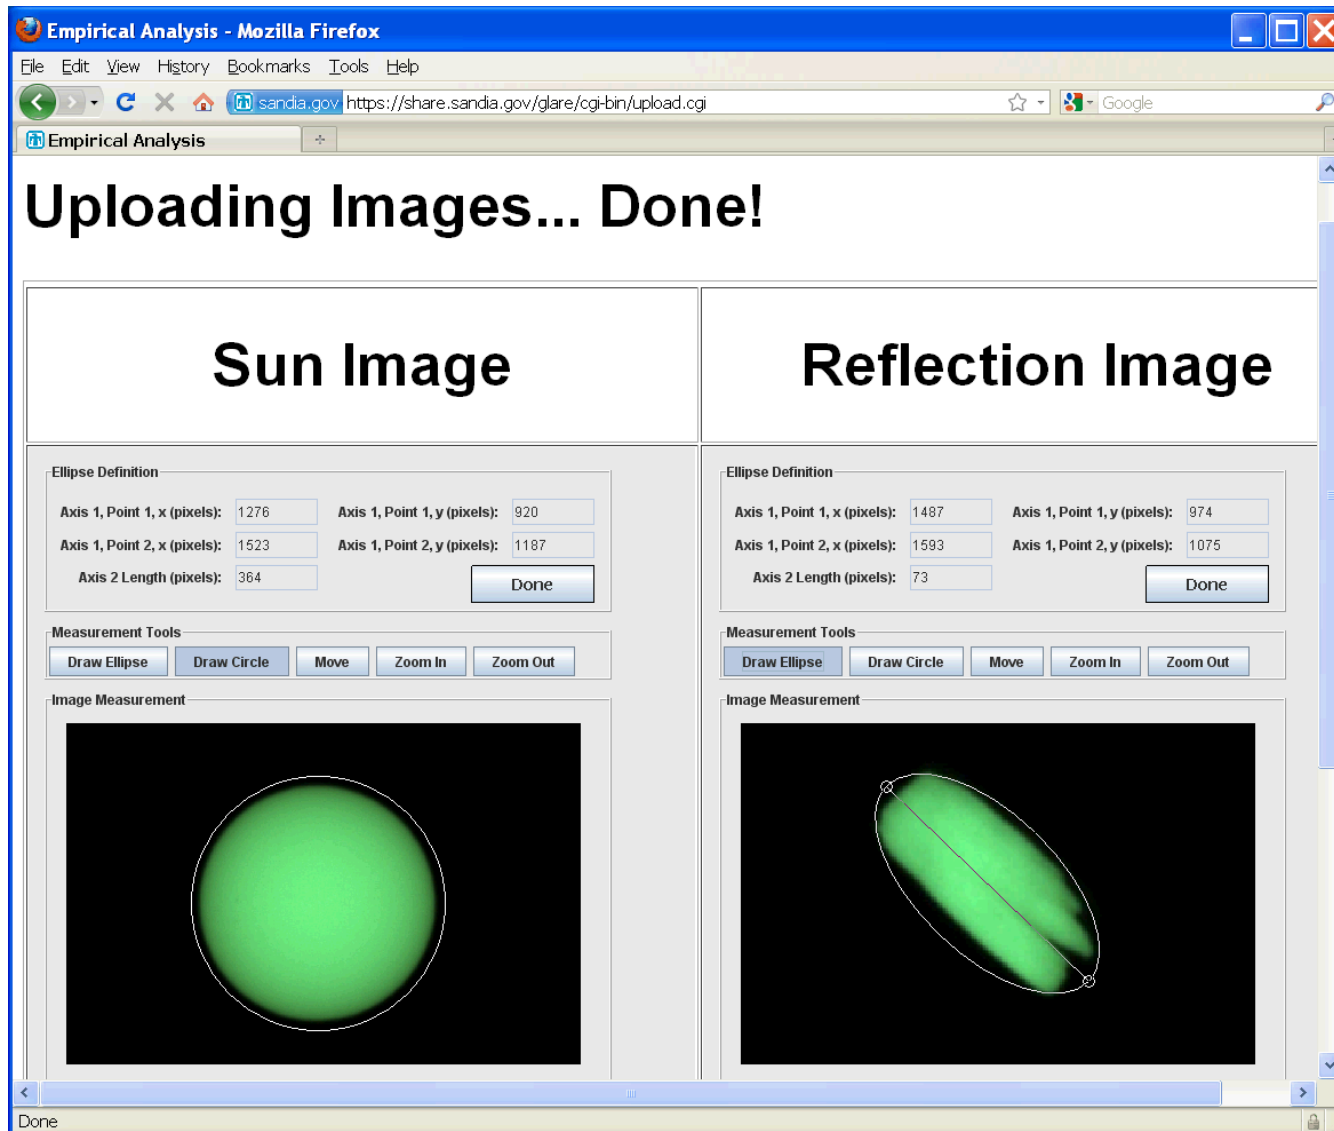 Empirical Analysis - Mozilla Firefox
File Edit View History Bookmarks Tools Help
sandia.gov https://share.sandia.gov/glare/cgi-bin/upload.cgi Google
Empirical Analysis
Uploading Images... Done!
Sun Image
Reflection Image
Ellipse Definition
Axis 1, Point 1, x (pixels): 1276 Axis 1, Point 1, y (pixels): 920
Axis 1, Point 2, x (pixels): 1523 Axis 1, Point 2, y (pixels): 1187
Axis 2 Length (pixels): 364 Done
Measurement Tools
Draw Ellipse Draw Circle Move Zoom In Zoom Out
Image Measurement
Ellipse Definition
Axis 1, Point 1, x (pixels): 1487 Axis 1, Point 1, y (pixels): 974
Axis 1, Point 2, x (pixels): 1593 Axis 1, Point 2, y (pixels): 1075
Axis 2 Length (pixels): 73 Done
Measurement Tools
Draw Ellipse Draw Circle Move Zoom In Zoom Out
Image Measurement
Done